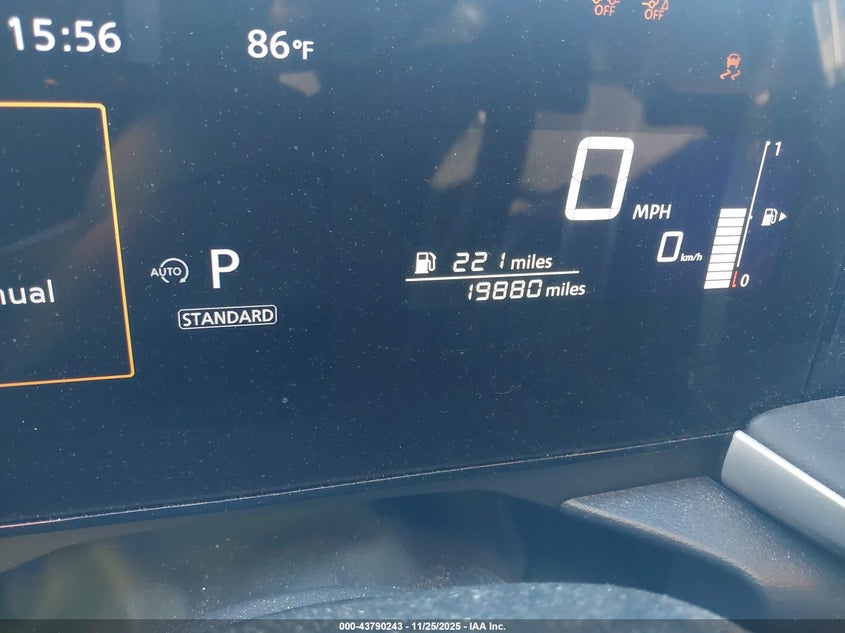 15:56
86°F
OFF
OFF
0 MPH
1
0 km/h
nual
AUTO
P
221 miles
19880 miles
0
STANDARD
000-43790243 - 11/25/2025 - IAA Inc.